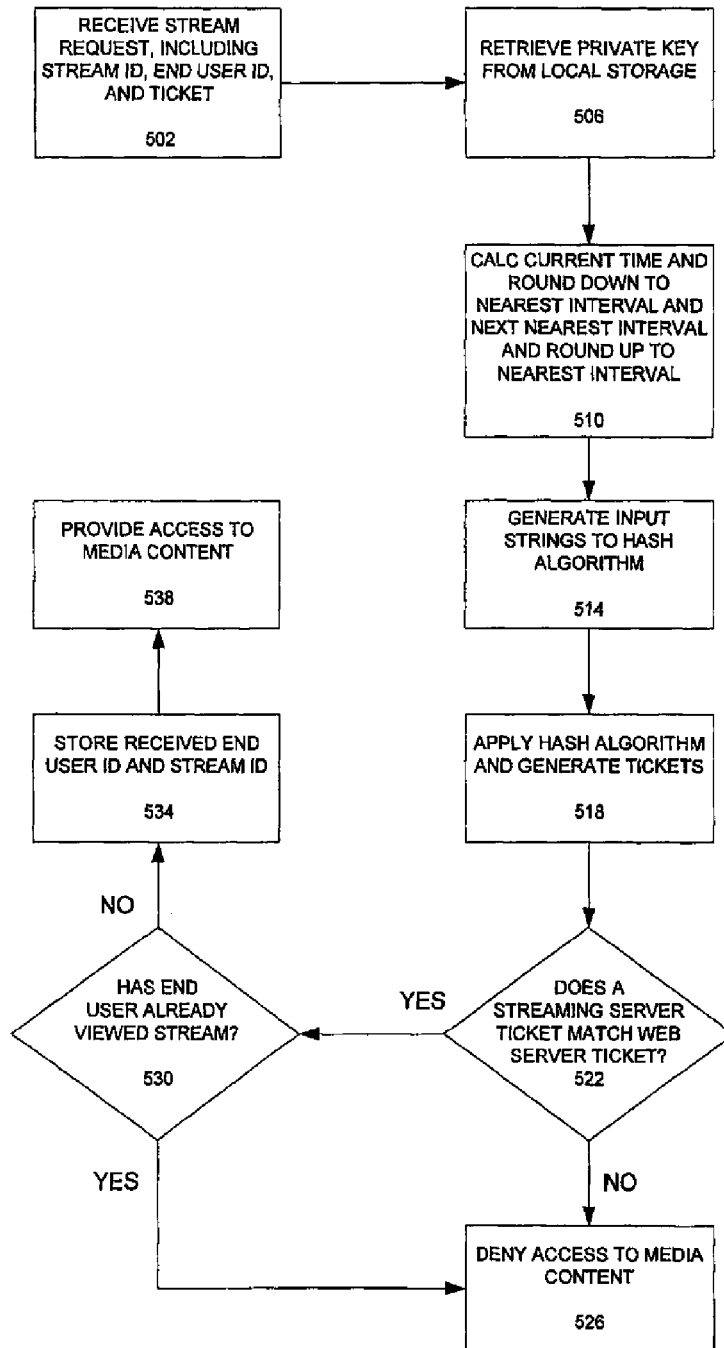 RECEIVE STREAM
REQUEST, INCLUDING
STREAM ID, END USER ID,
AND TICKET
502
RETRIEVE PRIVATE KEY
FROM LOCAL STORAGE
506
CALC CURRENT TIME AND
ROUND DOWN TO
NEAREST INTERVAL AND
NEXT NEAREST INTERVAL
AND ROUND UP TO
NEAREST INTERVAL
510
GENERATE INPUT
STRINGS TO HASH
ALGORITHM
514
APPLY HASH ALGORITHM
AND GENERATE TICKETS
518
DOES A
STREAMING SERVER
TICKET MATCH WEB
SERVER TICKET?
522
YES
NO
HAS END
USER ALREADY
VIEWED STREAM?
530
NO
YES
STORE RECEIVED END
USER ID AND STREAM ID
534
PROVIDE ACCESS TO
MEDIA CONTENT
538
DENY ACCESS TO MEDIA
CONTENT
526